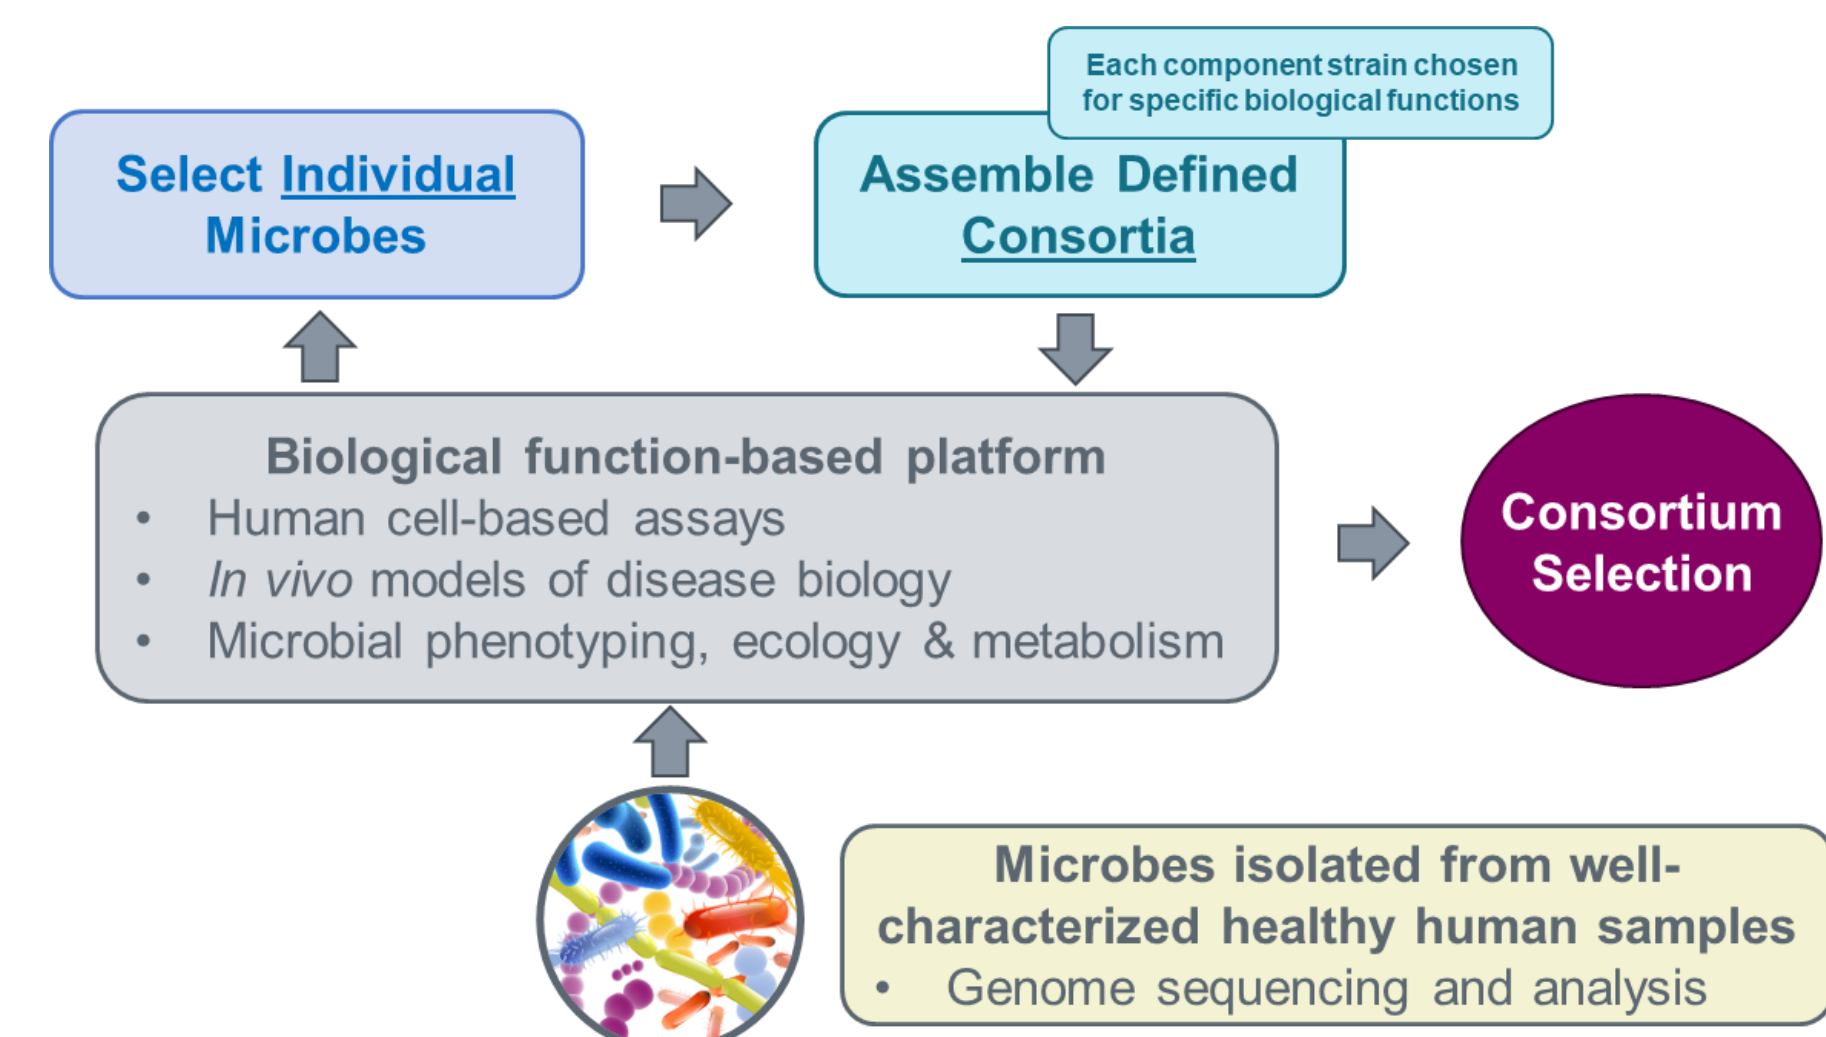 Each component strain chosen
for specific biological functions
Select Individual
Microbes
Assemble Defined
Consortia
Biological function-based platform
• Human cell-based assays
• In vivo models of disease biology
• Microbial phenotyping, ecology & metabolism
Consortium
Selection
Microbes isolated from well-
characterized healthy human samples
• Genome sequencing and analysis